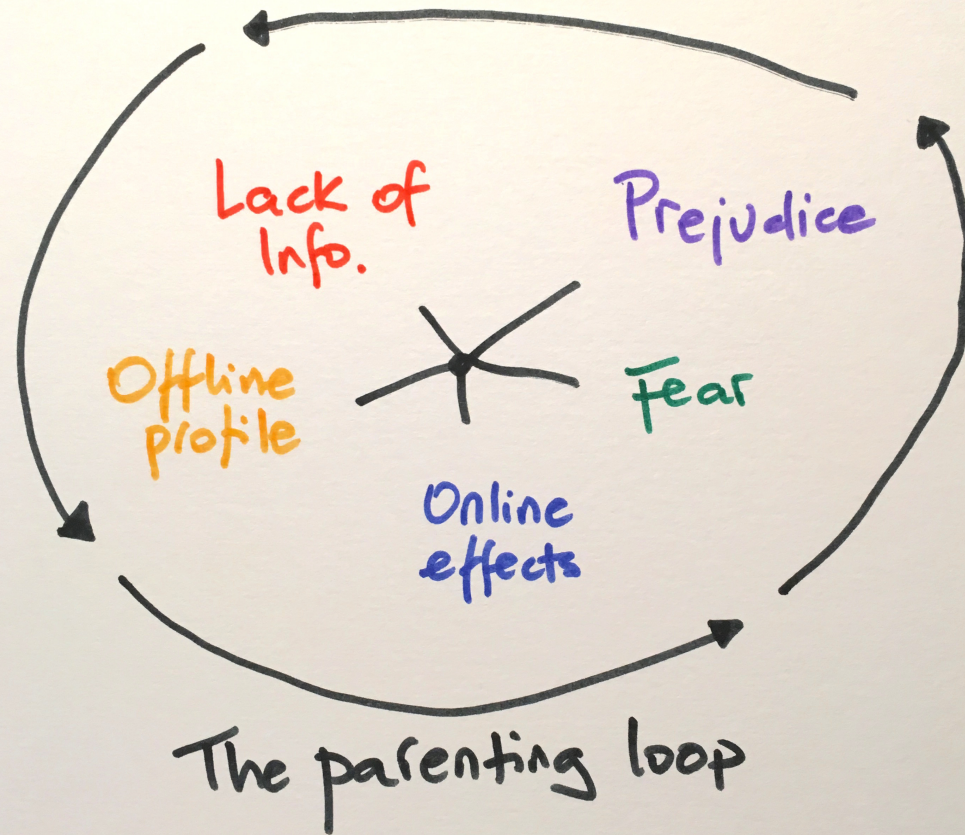 Lack of
Info.
Prejudice
Offline
profile
Fear
Online
effects
The parenting loop